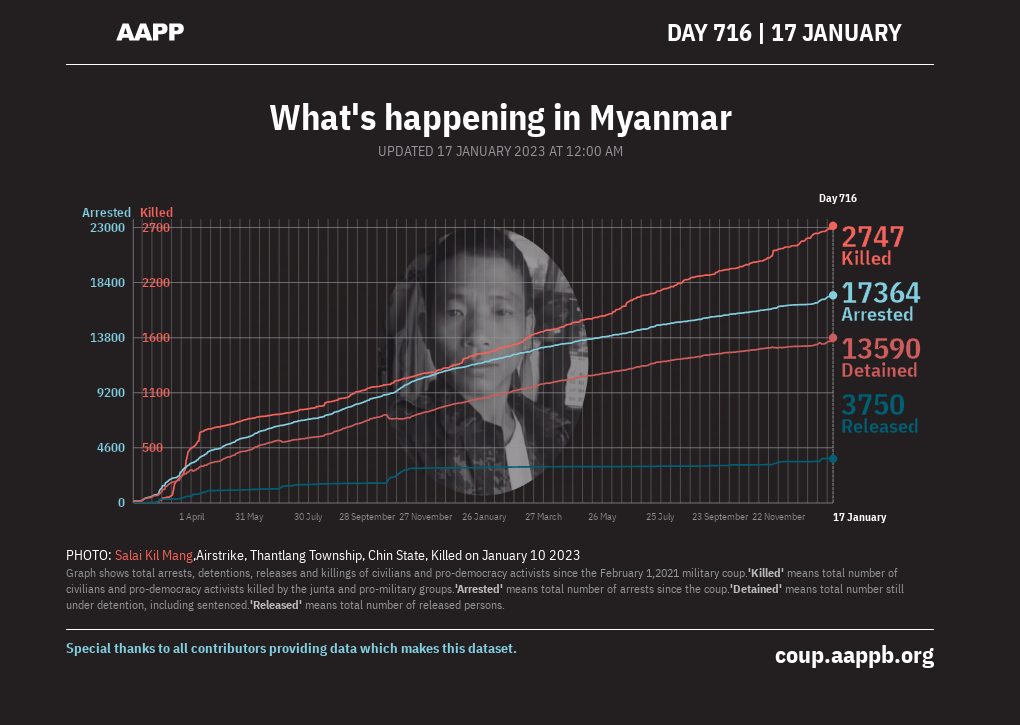 AAPP
DAY 716 | 17 JANUARY
What's happening in Myanmar
UPDATED 17 JANUARY 2023 AT 12:00 AM
Day 716
Arrested Killed
23000 2700
18400 2200
13800 1600
9200 1100
4600 500
0
2747
Killed
17364
Arrested
13590
Detained
3750
Released
1 April 31 May 30 July 28 September 27 November 26 January 27 March 26 May 25 July 23 September 22 November 17 January
PHOTO: Salai Kil Mang,Airstrike, Thantlang Township, Chin State, Killed on January 10 2023
Graph shows total arrests, detentions, releases and killings of civilians and pro-democracy activists since the February 1,2021 military coup.'Killed' means total number of
civilians and pro-democracy activists killed by the junta and pro-military groups.'Arrested' means total number of arrests since the coup.'Detained' means total number still
under detention, including sentenced.'Released' means total number of released persons.
Special thanks to all contributors providing data which makes this dataset.
coup.aappb.org